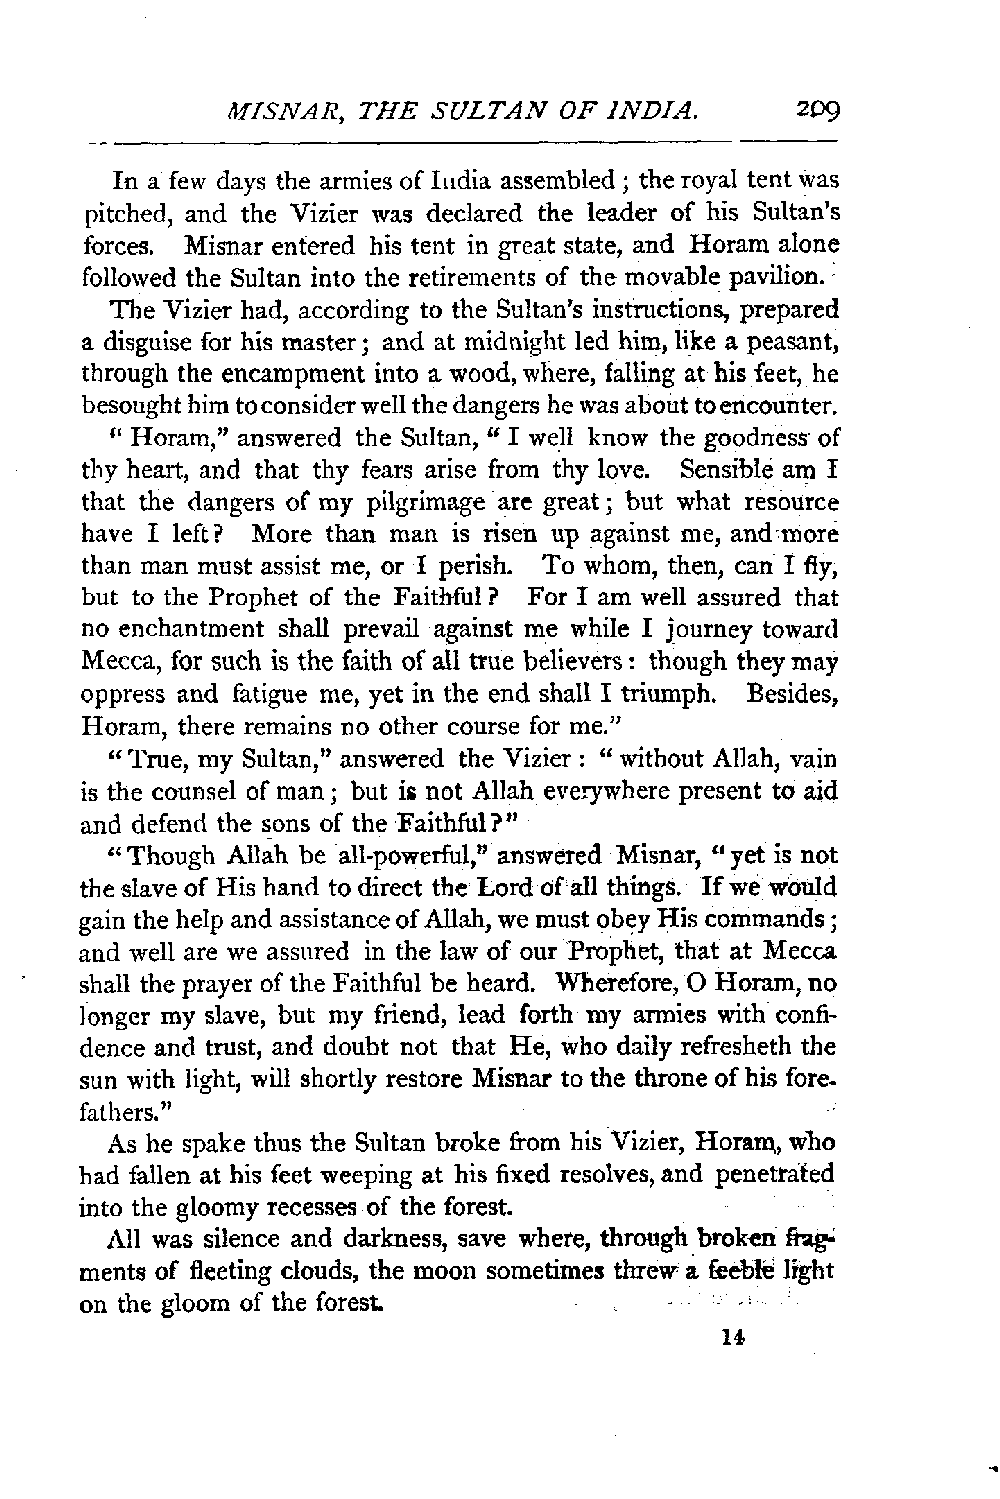 MISNAR, THE SULTAN OF INDIA. 209
In a few days the armies of India assembled ; the royal tent was
pitched, and the Vizier was declared the leader of his Sultan's
forces. Misnar entered his tent in great state, and Horam alone
followed the Sultan into the retirements of the movable pavilion.
The Vizier had, according to the Sultan's instructions, prepared
a disguise for his master; and at midnight led him, like a peasant,
through the encampment into a wood, where, falling at his feet, he
besought him to consider well the dangers he was about to encounter.
" Horam," answered the Sultan, " I well know the goodness of
thy heart, and that thy fears arise from thy love. Sensible am I
that the dangers of my pilgrimage are great; but what resource
have I left? More than man is risen up against me, and more
than man must assist me, or I perish. To whom, then, can I fly,
but to the Prophet of the Faithful? For I am well assured that
no enchantment shall prevail against me while I journey toward
Mecca, for such is the faith of all true believers: though they may
oppress and fatigue me, yet in the end shall I triumph. Besides,
Horam, there remains no other course for me."
" True, my Sultan," answered the Vizier : " without Allah, vain
is the counsel of man; but is not Allah everywhere present to aid
and defend the sons of the Faithful?"
" Though Allah be all-powerful," answered Misnar, " yet is not
the slave of His hand to direct the Lord of all things. If we would
gain the help and assistance of Allah, we must obey His commands;
and well are we assured in the law of our Prophet, that at Mecca
shall the prayer of the Faithful be heard. Wherefore, O Horam, no
longer my slave, but my friend, lead forth my armies with confi-
dence and trust, and doubt not that He, who daily refresheth the
sun with light, will shortly restore Misnar to the throne of his fore-
fathers."
As he spake thus the Sultan broke from his Vizier, Horam, who
had fallen at his feet weeping at his fixed resolves, and penetrated
into the gloomy recesses of the forest.
All was silence and darkness, save where, through broken frag-
ments of fleeting clouds, the moon sometimes threw a feeble light
on the gloom of the forest.
14